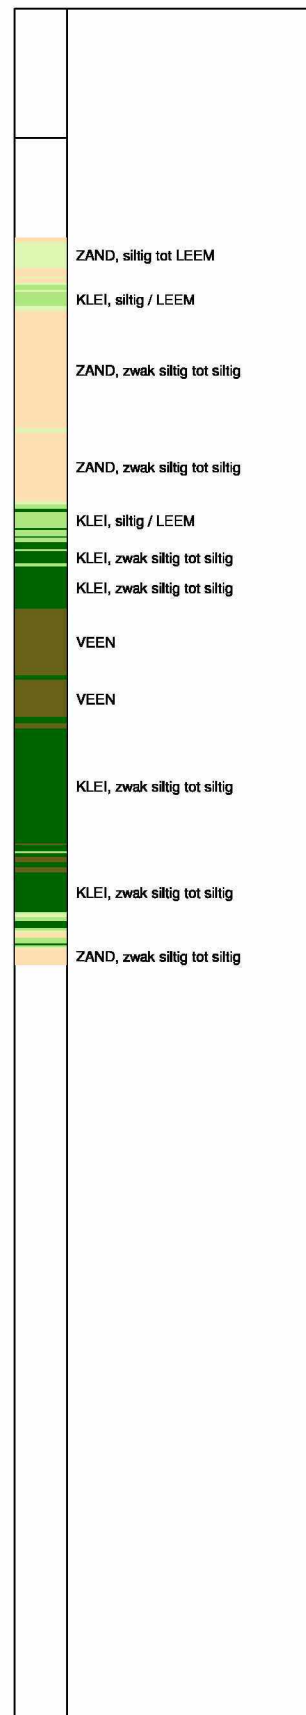 ZAND, siltig tot LEEM
KLEI, siltig / LEEM
ZAND, zwak siltig tot siltig
ZAND, zwak siltig tot siltig
KLEI, siltig / LEEM
KLEI, zwak siltig tot siltig
KLEI, zwak siltig tot siltig
VEEN
VEEN
KLEI, zwak siltig tot siltig
KLEI, zwak siltig tot siltig
ZAND, zwak siltig tot siltig